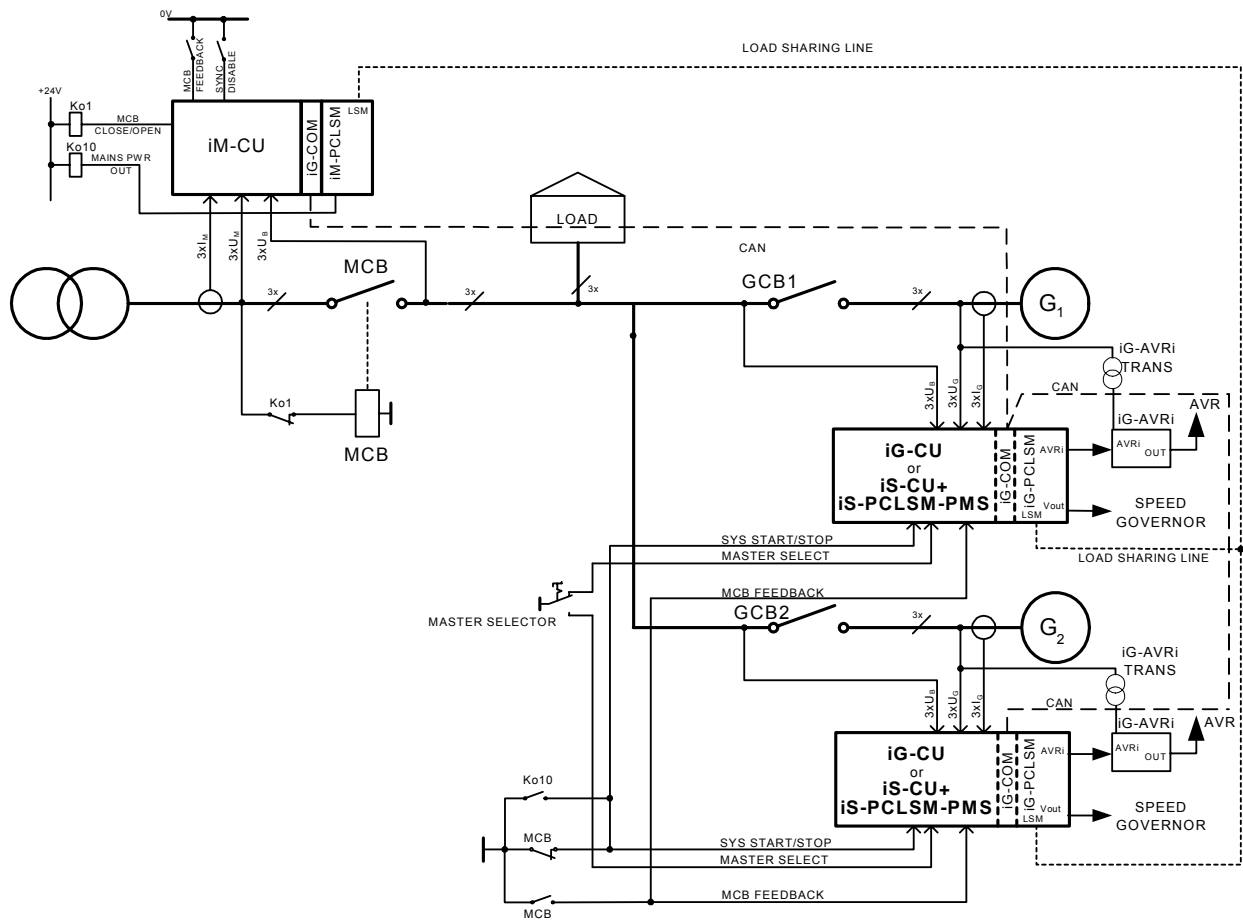 0V
MCB
FEEDBACK
SYNC
DISABLE
LOAD SHARING LINE
+24V
Ko1
MCB
CLOSE/OPEN
Ko10
MAINS PWR
OUT
iM-CU
iG-COM
iM-PCLSM
LSM
3xIM
3xUM
3xUB
LOAD
CAN
MCB
3x
3x
3x
GCB1
3x
G1
Ko1
MCB
3xUB
3xUG
3xIG
iG-AVRi
TRANS
CAN
iG-AVRi
AVR
AVRi
OUT
iG-CU
or
iS-CU+
iS-PCLSM-PMS
iG-COM
iG-PCLSM
AVRi
Vout
LSM
SPEED
GOVERNOR
SYS START/STOP
MASTER SELECT
LOAD SHARING LINE
MCB FEEDBACK
MASTER SELECTOR
GCB2
3x
G2
3xUB
3xUG
3xIG
iG-AVRi
TRANS
CAN
iG-AVRi
AVR
AVRi
OUT
iG-CU
or
iS-CU+
iS-PCLSM-PMS
iG-COM
iG-PCLSM
AVRi
Vout
LSM
SPEED
GOVERNOR
Ko10
MCB
SYS START/STOP
MASTER SELECT
MCB FEEDBACK
MCB